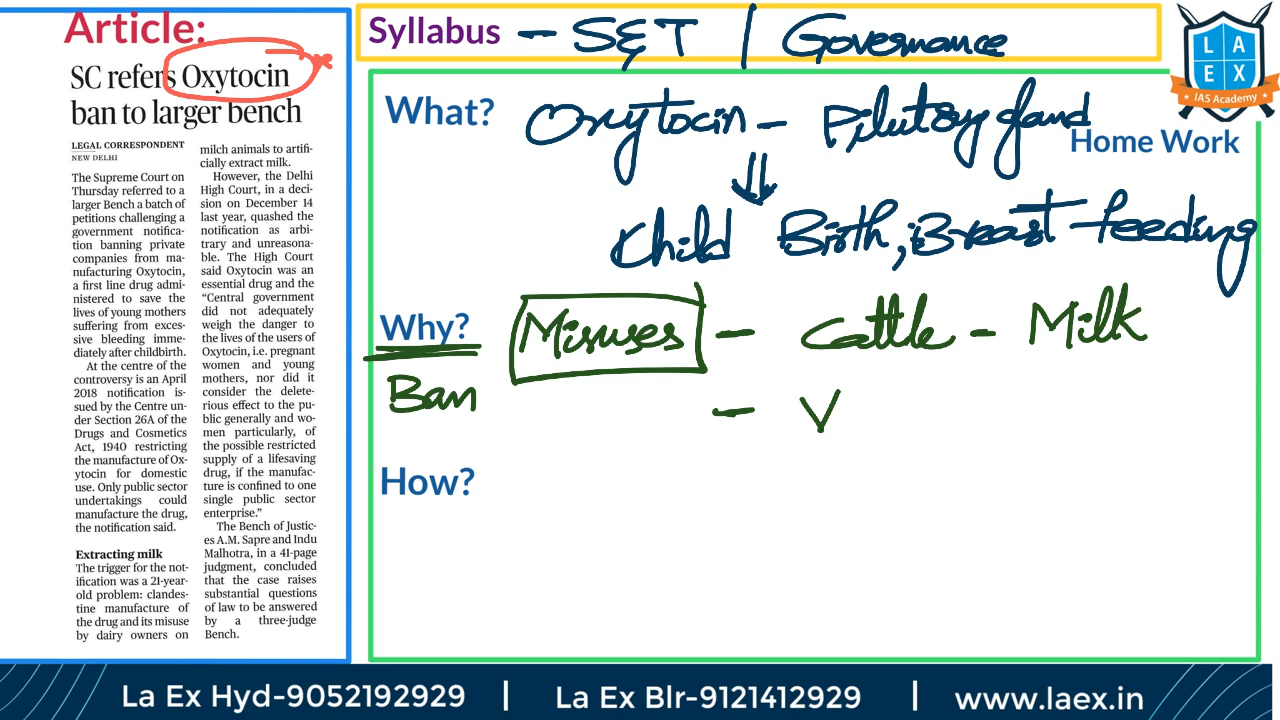 Article:
SC refers Oxytocin
ban to larger bench
LEGAL CORRESPONDENT
NEW DELHI
The Supreme Court on
Thursday referred to a
larger Bench a batch of
petitions challenging a
government notifica-
tion banning private
companies from ma-
nufacturing Oxytocin,
a first line drug admi-
nistered to save the
lives of young mothers
suffering from exces-
sive bleeding imme-
diately after childbirth.
At the centre of the
controversy is an April
2018 notification is-
sued by the Centre un-
der Section 26A of the
Drugs and Cosmetics
Act, 1940 restricting
the manufacture of Ox-
ytocin for domestic
use. Only public sector
undertakings could
manufacture the drug,
the notification said.
Extracting milk
The trigger for the not-
ification was a 21-year-
old problem: clandes-
tine manufacture of
the drug and its misuse
by dairy owners on
milch animals to artifi-
cially extract milk.
However, the Delhi
High Court, in a deci-
sion on December 14
last year, quashed the
notification as arbi-
trary and unreasona-
ble. The High Court
said Oxytocin was an
essential drug and the
“Central government
did not adequately
weigh the danger to
the lives of the users of
Oxytocin, i.e. pregnant
women and young
mothers, nor did it
consider the delete-
rious effect to the pu-
blic generally and wo-
men particularly, of
the possible restricted
supply of a lifesaving
drug, if the manufac-
ture is confined to one
single public sector
enterprise.”
The Bench of Justic-
es A.M. Sapre and Indu
Malhotra, in a 41-page
judgment, concluded
that the case raises
substantial questions
of law to be answered
by a three-judge
Bench.
Syllabus - S&T | Governance
LA
EX
IAS Academy
What? Oxytocin - Pitutory gland
Home Work
Child Birth, Breast feeding
Why? Misuses - Cattle - Milk
Ban - V
How?
La Ex Hyd-9052192929 | La Ex Blr-9121412929 | www.laex.in